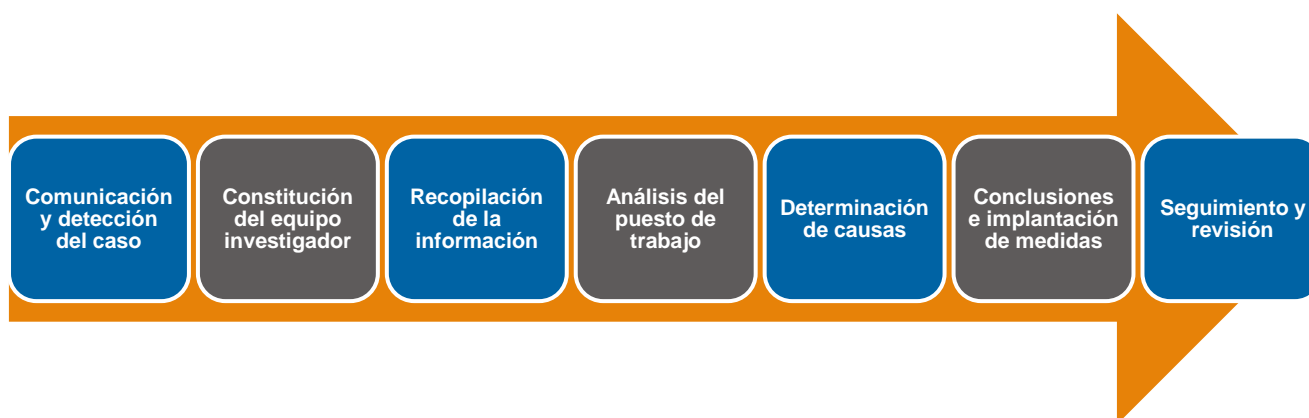 Comunicación
y detección
del caso
Constitución
del equipo
investigador
Recopilación
de la
información
Análisis del
puesto de
trabajo
Determinación
de causas
Conclusiones
e implantación
de medidas
Seguimiento y
revisión